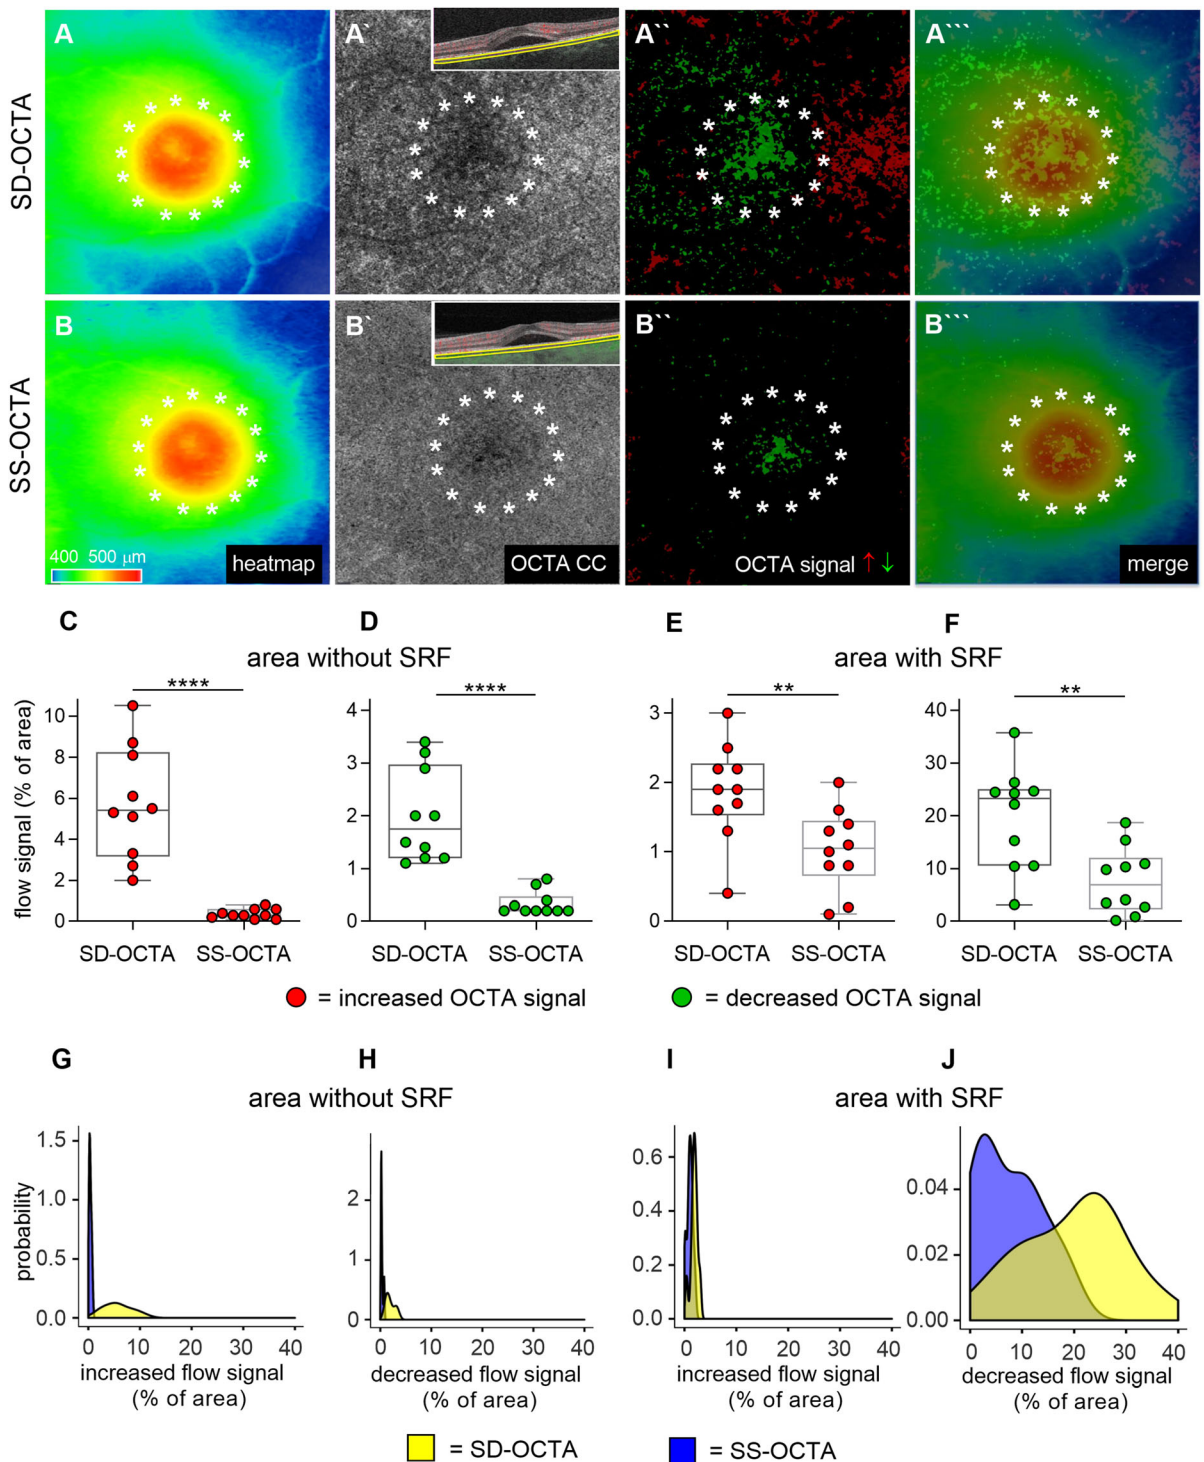 SD-OCTA
A
A`
A``
A```
SS-OCTA
B
B`
B``
B```
400 500 μm
heatmap
OCTA CC
OCTA signal ↑ ↓
merge
C
D
E
F
area without SRF
area with SRF
flow signal (% of area)
****
10
8
6
4
2
0
SD-OCTA
SS-OCTA
****
4
3
2
1
0
SD-OCTA
SS-OCTA
**
3
2
1
0
SD-OCTA
SS-OCTA
**
40
30
20
10
0
SD-OCTA
SS-OCTA
= increased OCTA signal
= decreased OCTA signal
G
H
I
J
area without SRF
area with SRF
probability
1.5
1.0
0.5
0.0
0 10 20 30 40
increased flow signal
(% of area)
2
1
0
0 10 20 30 40
decreased flow signal
(% of area)
0.6
0.4
0.2
0.0
0 10 20 30 40
increased flow signal
(% of area)
0.04
0.02
0.00
0 10 20 30 40
decreased flow signal
(% of area)
= SD-OCTA
= SS-OCTA